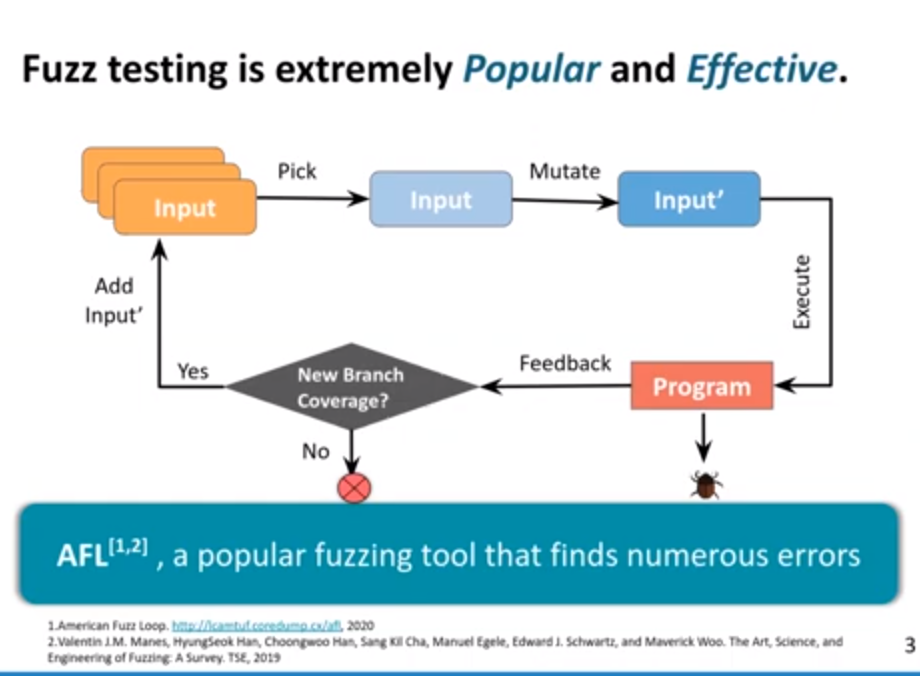 Fuzz testing is extremely Popular and Effective.
Pick
Mutate
Input
Input
Input’
Add
Input’
Execute
Yes
New Branch
Coverage?
Feedback
Program
No
AFL[1,2] , a popular fuzzing tool that finds numerous errors
1.American Fuzz Loop. http://lcamtuf.coredump.cx/afl, 2020
2.Valentin J.M. Manes, HyungSeok Han, Choongwoo Han, Sang Kil Cha, Manuel Egele, Edward J. Schwartz, and Maverick Woo. The Art, Science, and
Engineering of Fuzzing: A Survey. TSE, 2019
3